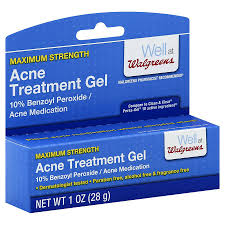 MAXIMUM STRENGTH
Acne
Treatment Gel
10% Benzoyl Peroxide /
Acne Medication
Well at
Walgreens
WALGREENS PHARMACIST RECOMMENDED†
Compare to Clean & Clear®
Persa-Gel® 10 active ingredient††
MAXIMUM STRENGTH
Acne Treatment Gel
10% Benzoyl Peroxide / Acne Medication
• Dermatologist tested • Paraben free, alcohol free & fragrance free
NET WT 1 OZ (28 g)
Well at
Walgreens